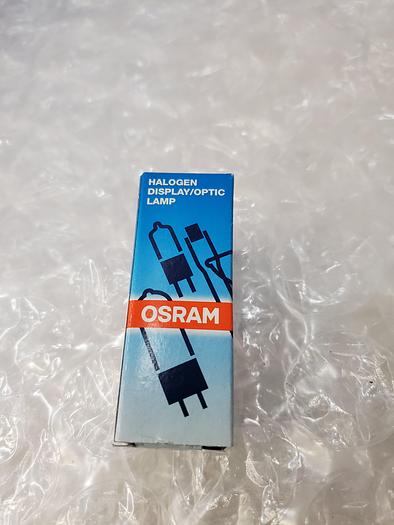 HALOGEN
DISPLAY/OPTIC
LAMP
OSRAM